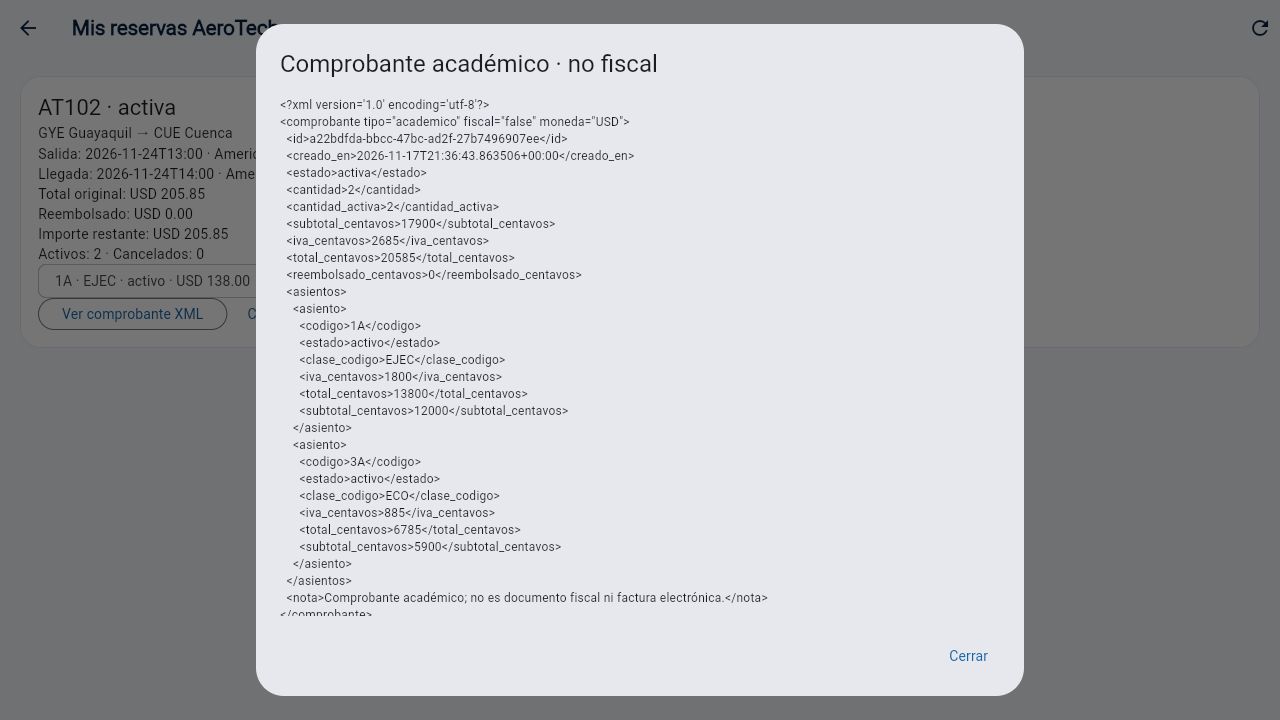 Mis reservas AeroTech
Comprobante académico · no fiscal
AT102 · activa
GYE Guayaquil → CUE Cuenca
Salida: 2026-11-24T13:00 ·
Llegada: 2026-11-24T14:00 ·
Total original: USD 205.85
Reembolsado: USD 0.00
Importe restante: USD 205.85
Activos: 2 · Cancelados: 0
1A · EJEC · activo · USD 138.00
Ver comprobante XML
<?xml version='1.0' encoding='utf-8'?>
<comprobante tipo="academico" fiscal="false" moneda="USD">
  <id>a22bdfda-bbcc-47bc-ad2f-27b7496907ee</id>
  <creado_en>2026-11-17T21:36:43.863506+00:00</creado_en>
  <estado>activa</estado>
  <cantidad>2</cantidad>
  <cantidad_activa>2</cantidad_activa>
  <subtotal_centavos>17900</subtotal_centavos>
  <iva_centavos>2685</iva_centavos>
  <total_centavos>20585</total_centavos>
  <reembolsado_centavos>0</reembolsado_centavos>
  <asientos>
    <asiento>
      <codigo>1A</codigo>
      <estado>activo</estado>
      <clase_codigo>EJEC</clase_codigo>
      <iva_centavos>1800</iva_centavos>
      <total_centavos>13800</total_centavos>
      <subtotal_centavos>12000</subtotal_centavos>
    </asiento>
    <asiento>
      <codigo>3A</codigo>
      <estado>activo</estado>
      <clase_codigo>ECO</clase_codigo>
      <iva_centavos>885</iva_centavos>
      <total_centavos>6785</total_centavos>
      <subtotal_centavos>5900</subtotal_centavos>
    </asiento>
  </asientos>
  <nota>Comprobante académico; no es documento fiscal ni factura electrónica.</nota>
</comprobante>
Cerrar